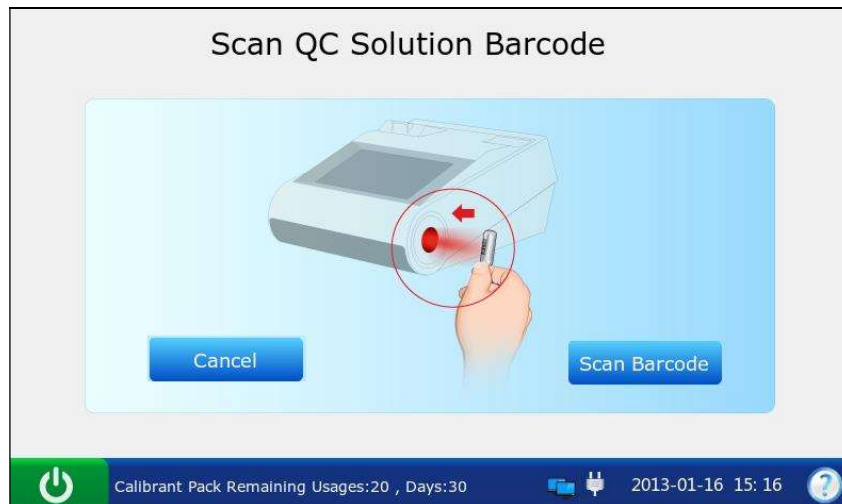 Scan QC Solution Barcode
Cancel
Scan Barcode
Calibrant Pack Remaining Usages:20 , Days:30
2013-01-16 15: 16
?